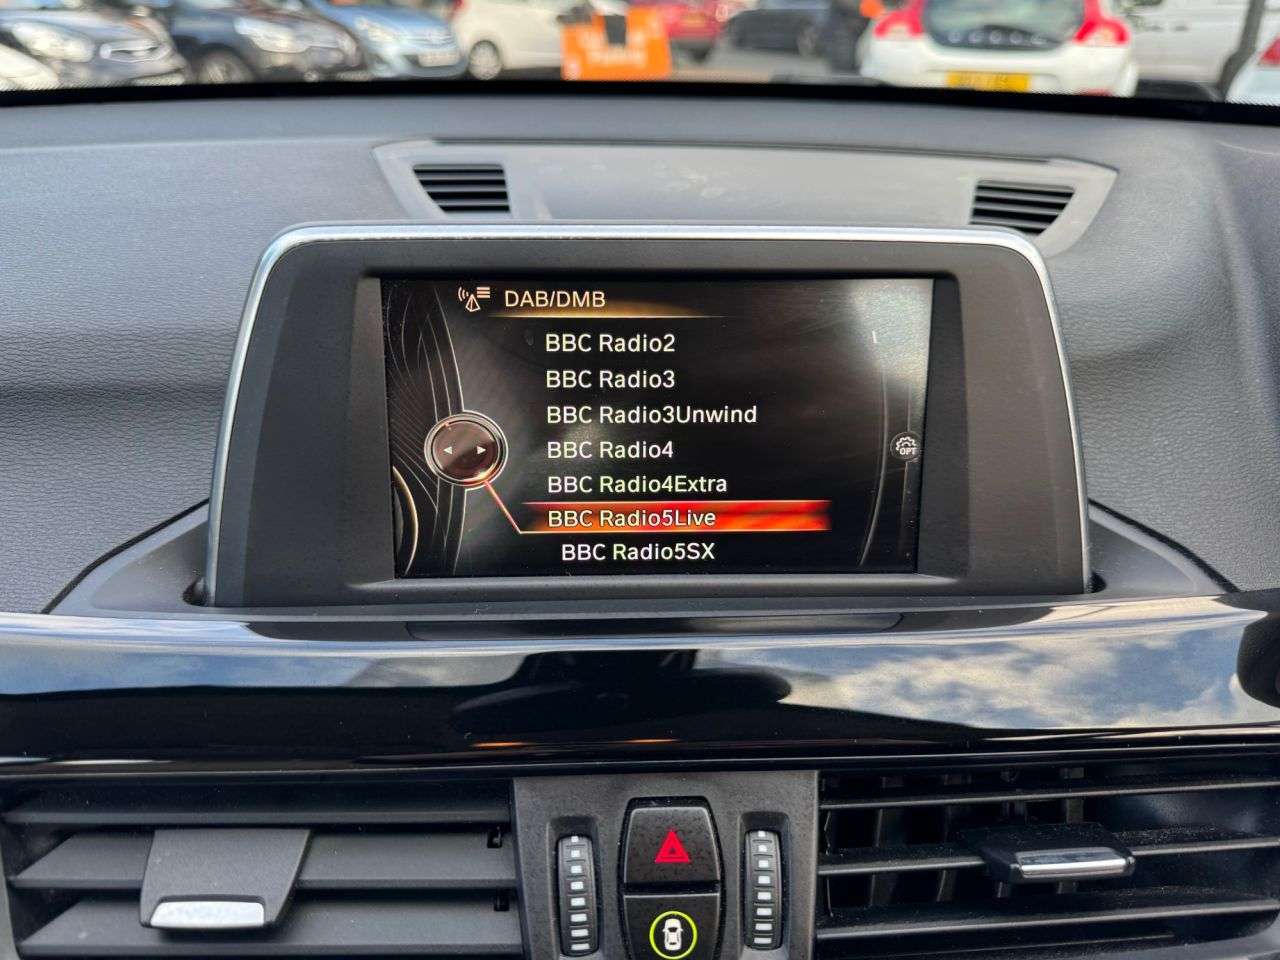 DAB/DMB
BBC Radio2
BBC Radio3
BBC Radio3Unwind
BBC Radio4
BBC Radio4Extra
BBC Radio5Live
BBC Radio5SX
OPT